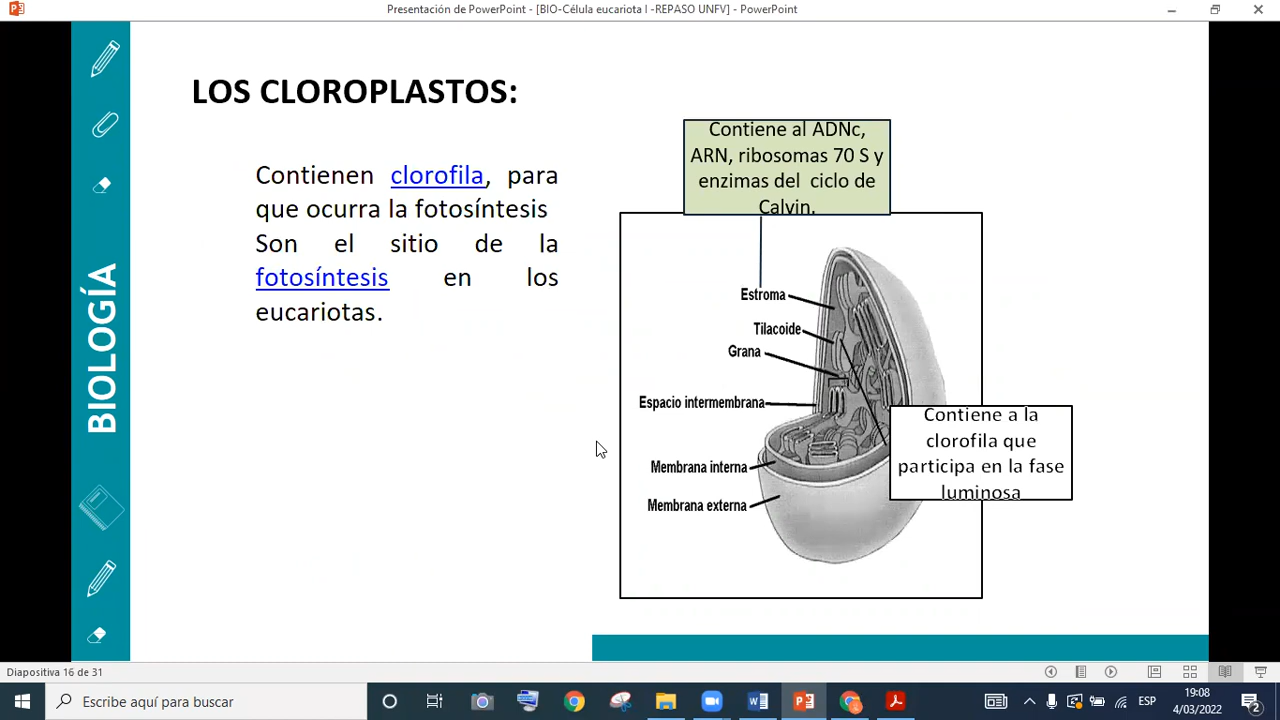 Presentación de PowerPoint - [BIO-Célula eucariota I -REPASO UNFV] - PowerPoint
BIOLOGÍA
LOS CLOROPLASTOS:
Contienen clorofila, para
que ocurra la fotosíntesis
Son el sitio de la
fotosíntesis en los
eucariotas.
Contiene al ADNc,
ARN, ribosomas 70 S y
enzimas del ciclo de
Calvin.
Estroma
Tilacoide
Grana
Espacio intermembrana
Membrana interna
Membrana externa
Contiene a la
clorofila que
participa en la fase
luminosa
Diapositiva 16 de 31
Escribe aquí para buscar
ESP
19:08
4/03/2022
2